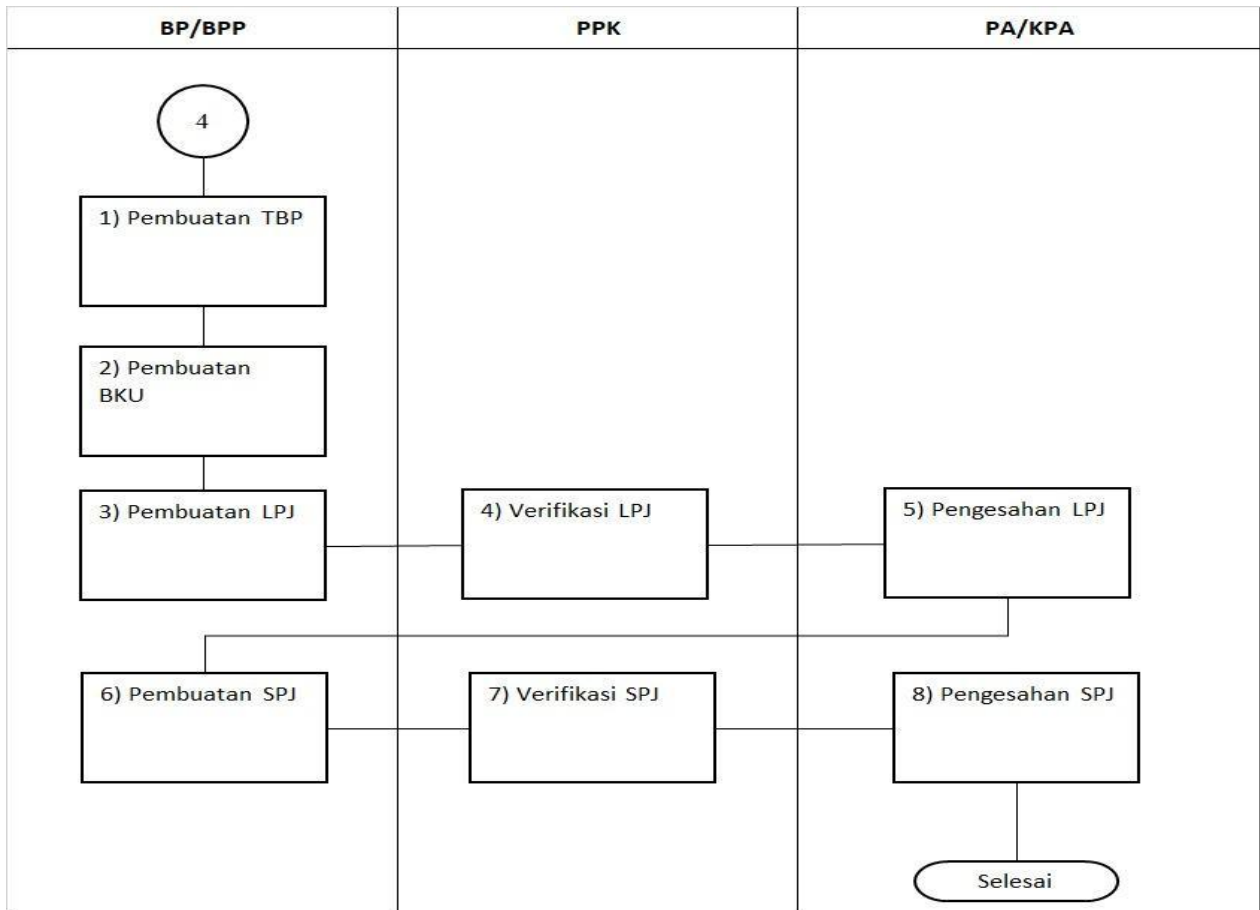 BP/BPP
PPK
PA/KPA
4
1) Pembuatan TBP
2) Pembuatan
BKU
3) Pembuatan LPJ
4) Verifikasi LPJ
5) Pengesahan LPJ
6) Pembuatan SPJ
7) Verifikasi SPJ
8) Pengesahan SPJ
Selesai